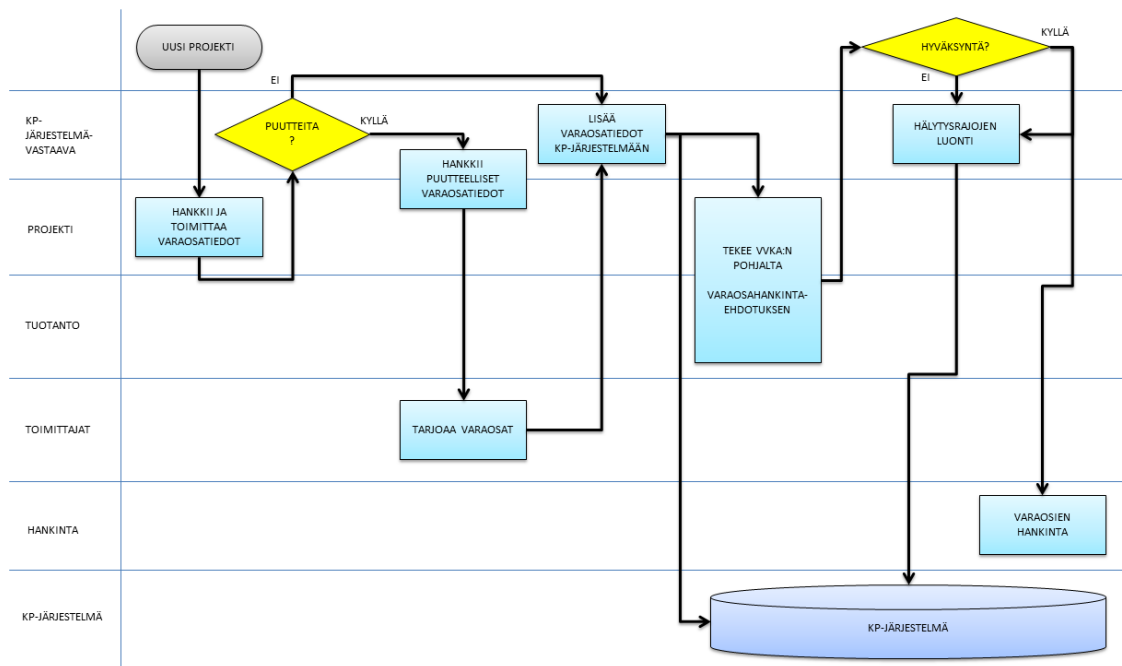 UUSI PROJEKTI
HYVÄKSYNTÄ?
KYLLÄ
EI
EI
KP-
JÄRJESTELMÄ-
VASTAAVA
PUUTTEITA
?
KYLLÄ
HANKKII
PUUTTEELLISET
VARAOSATIEDOT
LISÄÄ
VARAOSATIEDOT
KP-JÄRJESTELMÄÄN
HÄLYTYSRAJOJEN
LUONTI
PROJEKTI
HANKKII JA
TOIMITTAA
VARAOSATIEDOT
TEKEE VVKA:N
POHJALTA
VARAOSAHANKINTA-
EHDOTUKSEN
TUOTANTO
TOIMITTAJAT
TARJOAA VARAOSAT
HANKINTA
VARAOSIEN
HANKINTA
KP-JÄRJESTELMÄ
KP-JÄRJESTELMÄ